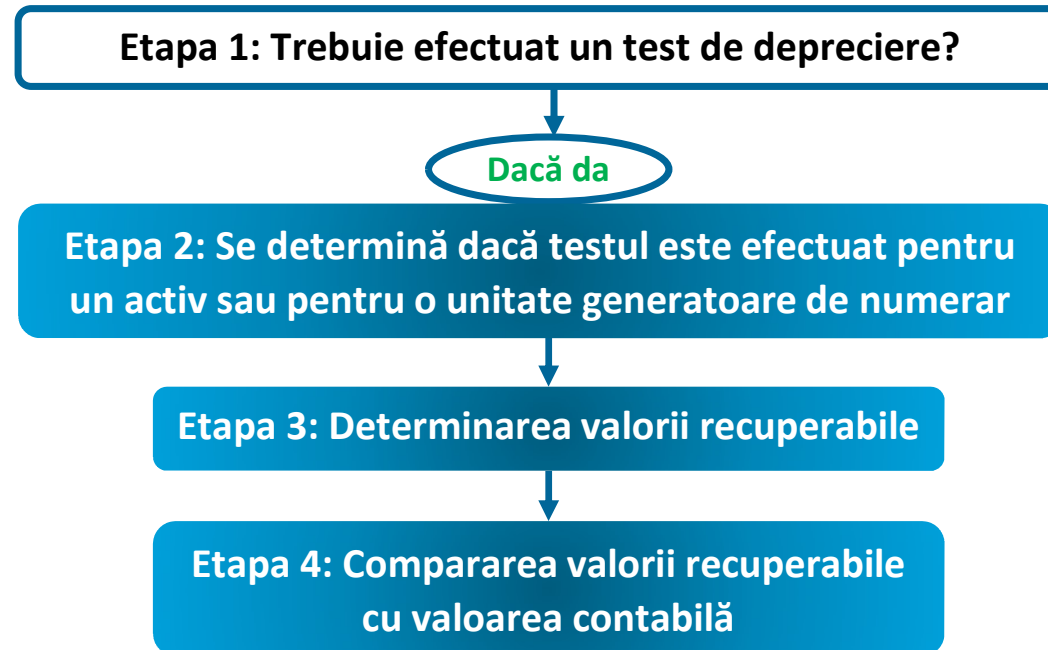 Etapa 1: Trebuie efectuat un test de depreciere?
Dacă da
Etapa 2: Se determină dacă testul este efectuat pentru
un activ sau pentru o unitate generatoare de numerar
Etapa 3: Determinarea valorii recuperabile
Etapa 4: Compararea valorii recuperabile
cu valoarea contabilă